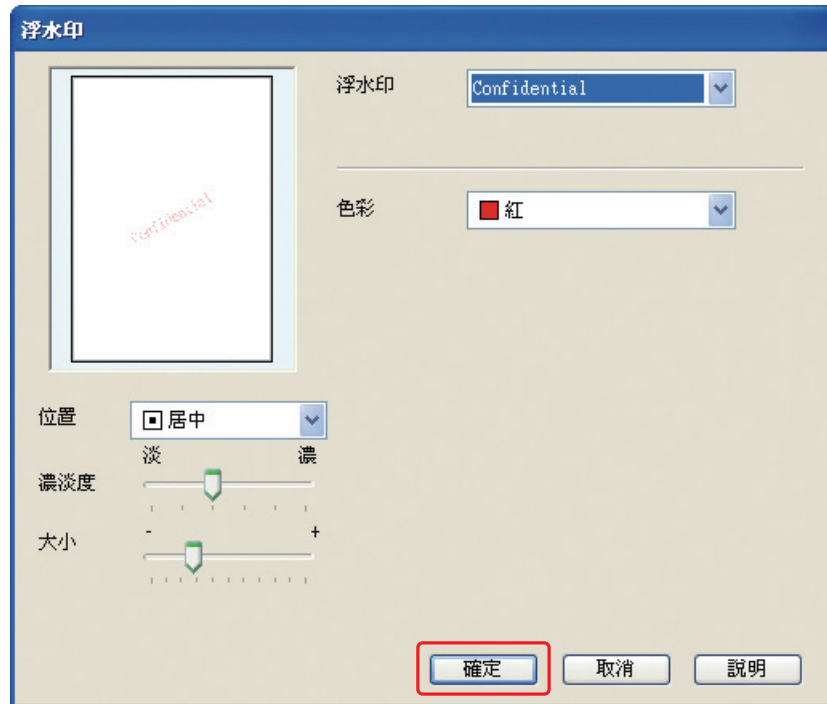 浮水印
浮水印 Confidential
Confidential
色彩 紅
位置 居中
淡 濃
濃淡度
- +
大小
確定 取消 說明